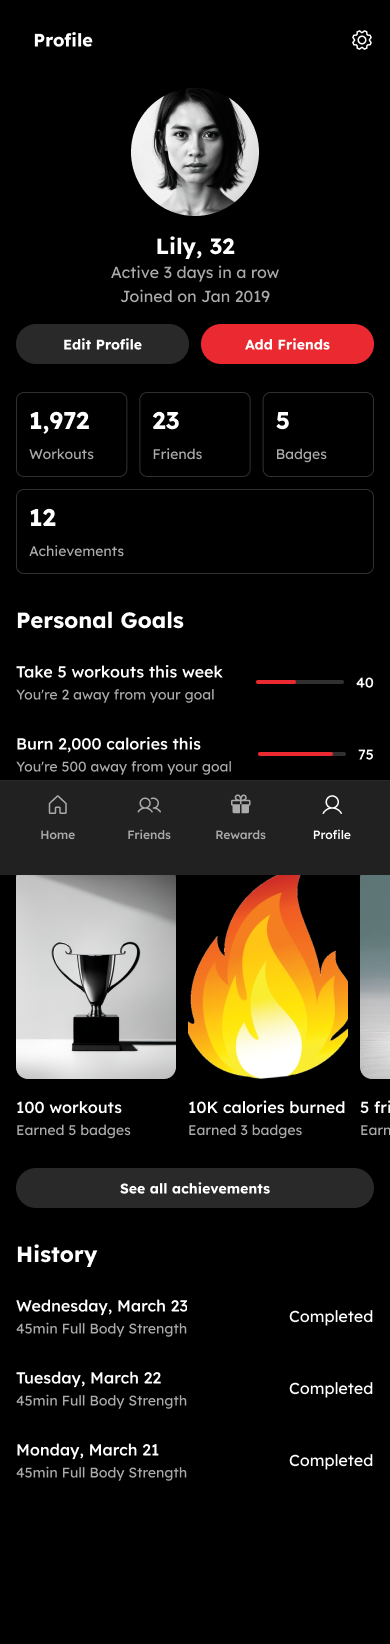 Profile
Lily, 32
Active 3 days in a row
Joined on Jan 2019
Edit Profile
Add Friends
1,972
Workouts
23
Friends
5
Badges
12
Achievements
Personal Goals
Take 5 workouts this week
You're 2 away from your goal
40
Burn 2,000 calories this
You're 500 away from your goal
75
Home
Friends
Rewards
Profile
100 workouts
Earned 5 badges
10K calories burned
Earned 3 badges
5 fri
Earn
See all achievements
History
Wednesday, March 23
45min Full Body Strength
Completed
Tuesday, March 22
45min Full Body Strength
Completed
Monday, March 21
45min Full Body Strength
Completed